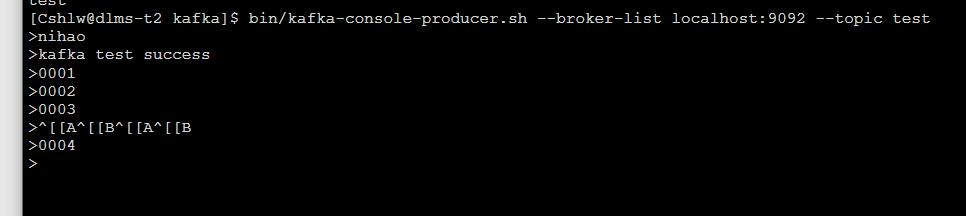 test
[Cshlw@dlms-t2 kafka]$ bin/kafka-console-producer.sh --broker-list localhost:9092 --topic test
>nihao
>kafka test success
>0001
>0002
>0003
>^[[A^[[B^[[A^[[B
>0004
>